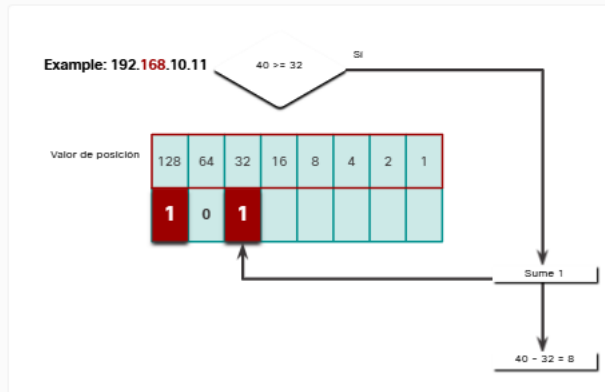 Example: 192.168.10.11
40 >= 32
Sí
Valor de posición
128 64 32 16 8 4 2 1
1 0 1
Sume 1
40 - 32 = 8